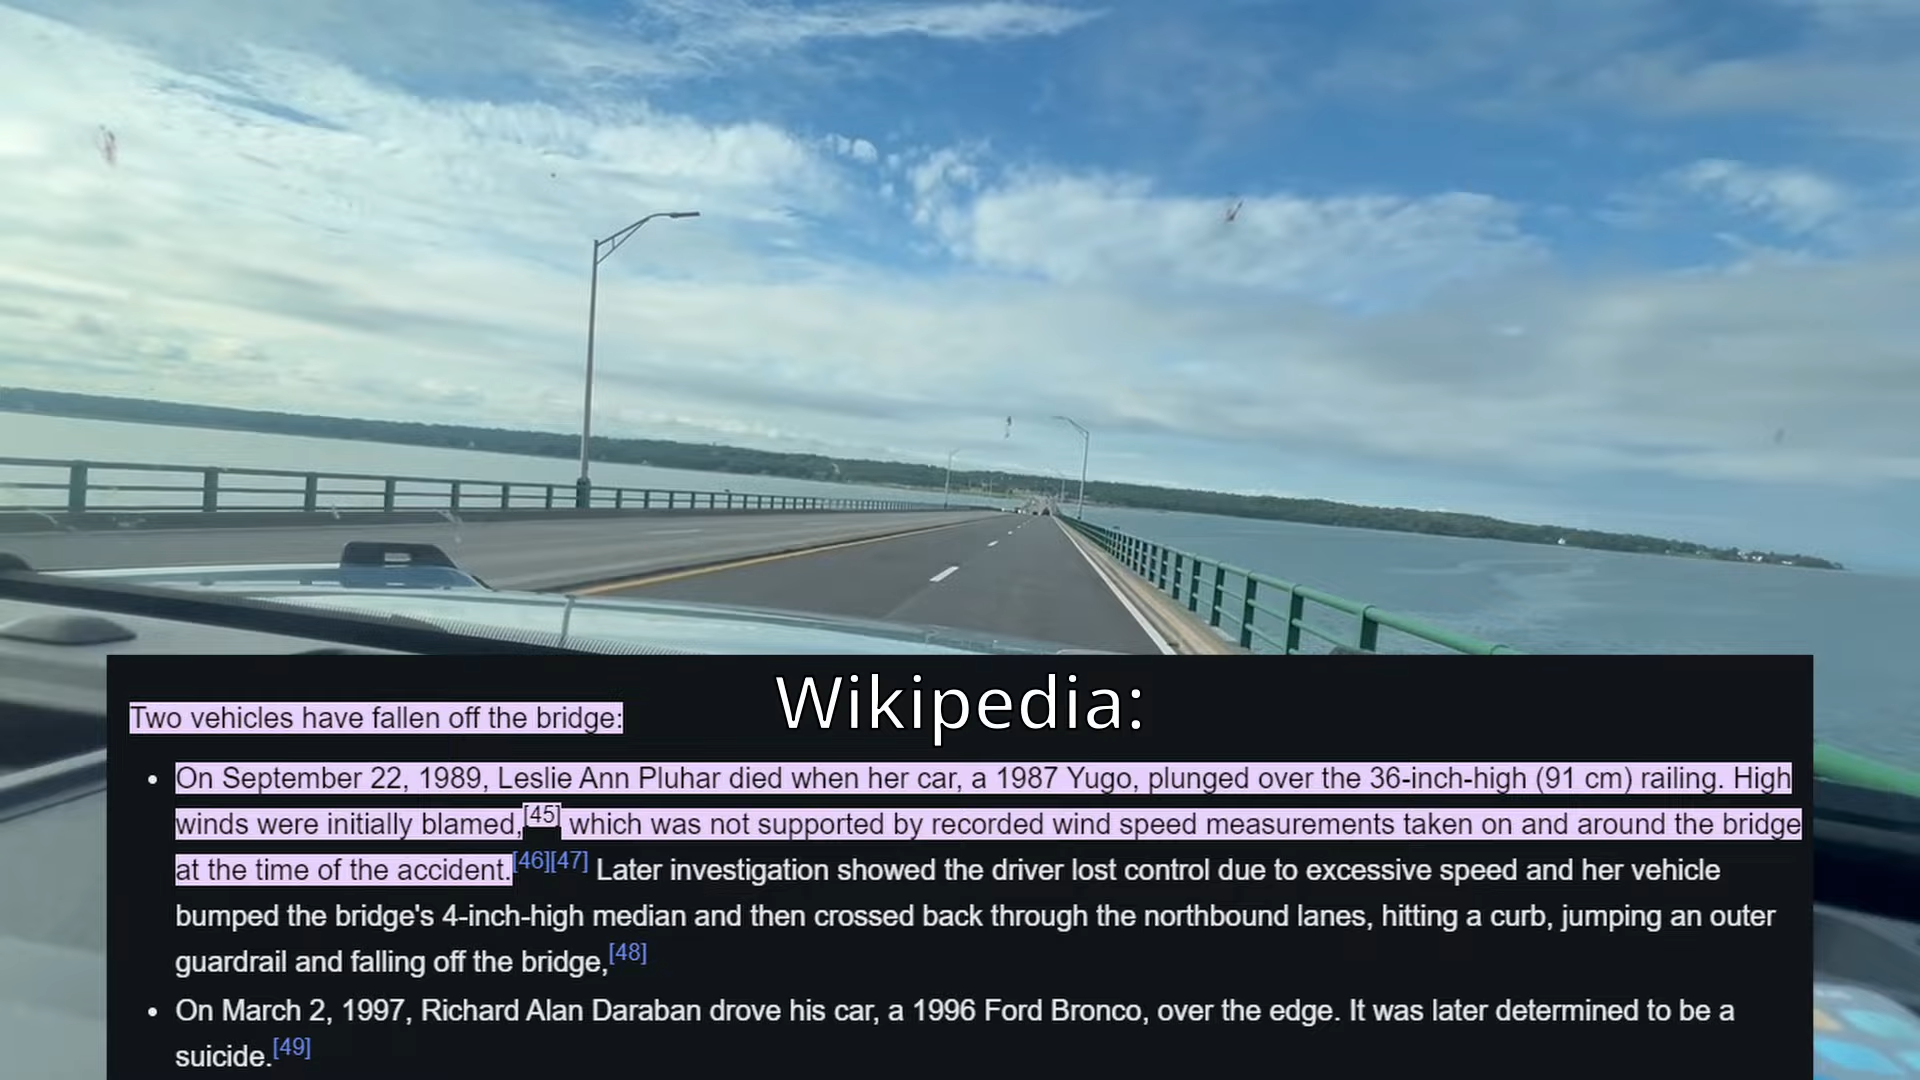 Wikipedia:
Two vehicles have fallen off the bridge:
• On September 22, 1989, Leslie Ann Pluhar died when her car, a 1987 Yugo, plunged over the 36-inch-high (91 cm) railing. High
winds were initially blamed,[45] which was not supported by recorded wind speed measurements taken on and around the bridge
at the time of the accident.[46][47] Later investigation showed the driver lost control due to excessive speed and her vehicle
bumped the bridge's 4-inch-high median and then crossed back through the northbound lanes, hitting a curb, jumping an outer
guardrail and falling off the bridge,[48]
• On March 2, 1997, Richard Alan Daraban drove his car, a 1996 Ford Bronco, over the edge. It was later determined to be a
suicide.[49]